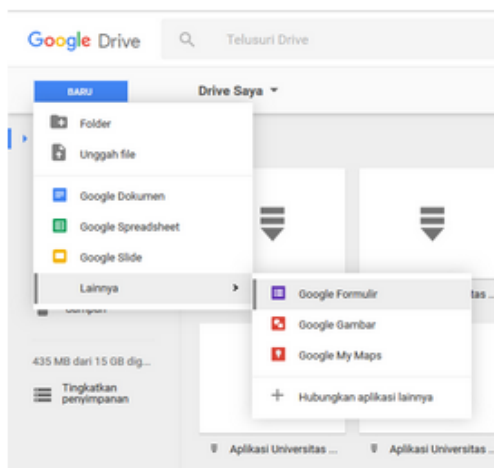 Google Drive
Telusuri Drive
BARU
Drive Saya
Folder
Unggah file
Google Dokumen
Google Spreadsheet
Google Slide
Lainnya
Google Formulir
Google Gambar
Google My Maps
Hubungkan aplikasi lainnya
435 MB dari 15 GB dig...
Tingkatkan
penyimpanan
Aplikasi Universitas ...
Aplikasi Universitas ...